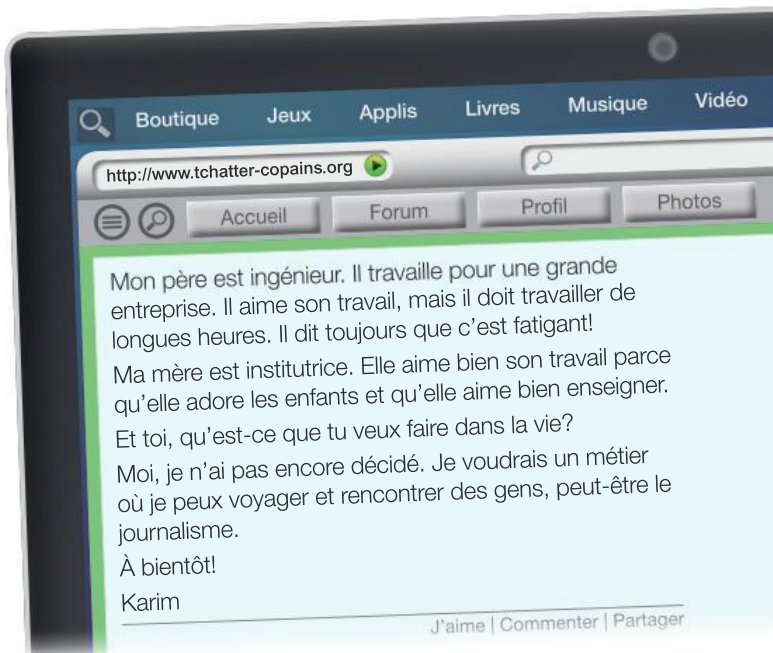 Boutique Jeux Applis Livres Musique Vidéo
http://www.tchatter-copains.org
Accueil Forum Profil Photos
Mon père est ingénieur. Il travaille pour une grande
entreprise. Il aime son travail, mais il doit travailler de
longues heures. Il dit toujours que c'est fatigant!
Ma mère est institutrice. Elle aime bien son travail parce
qu'elle adore les enfants et qu'elle aime bien enseigner.
Et toi, qu'est-ce que tu veux faire dans la vie?
Moi, je n'ai pas encore décidé. Je voudrais un métier
où je peux voyager et rencontrer des gens, peut-être le
journalisme.
À bientôt!
Karim
J'aime | Commenter | Partager